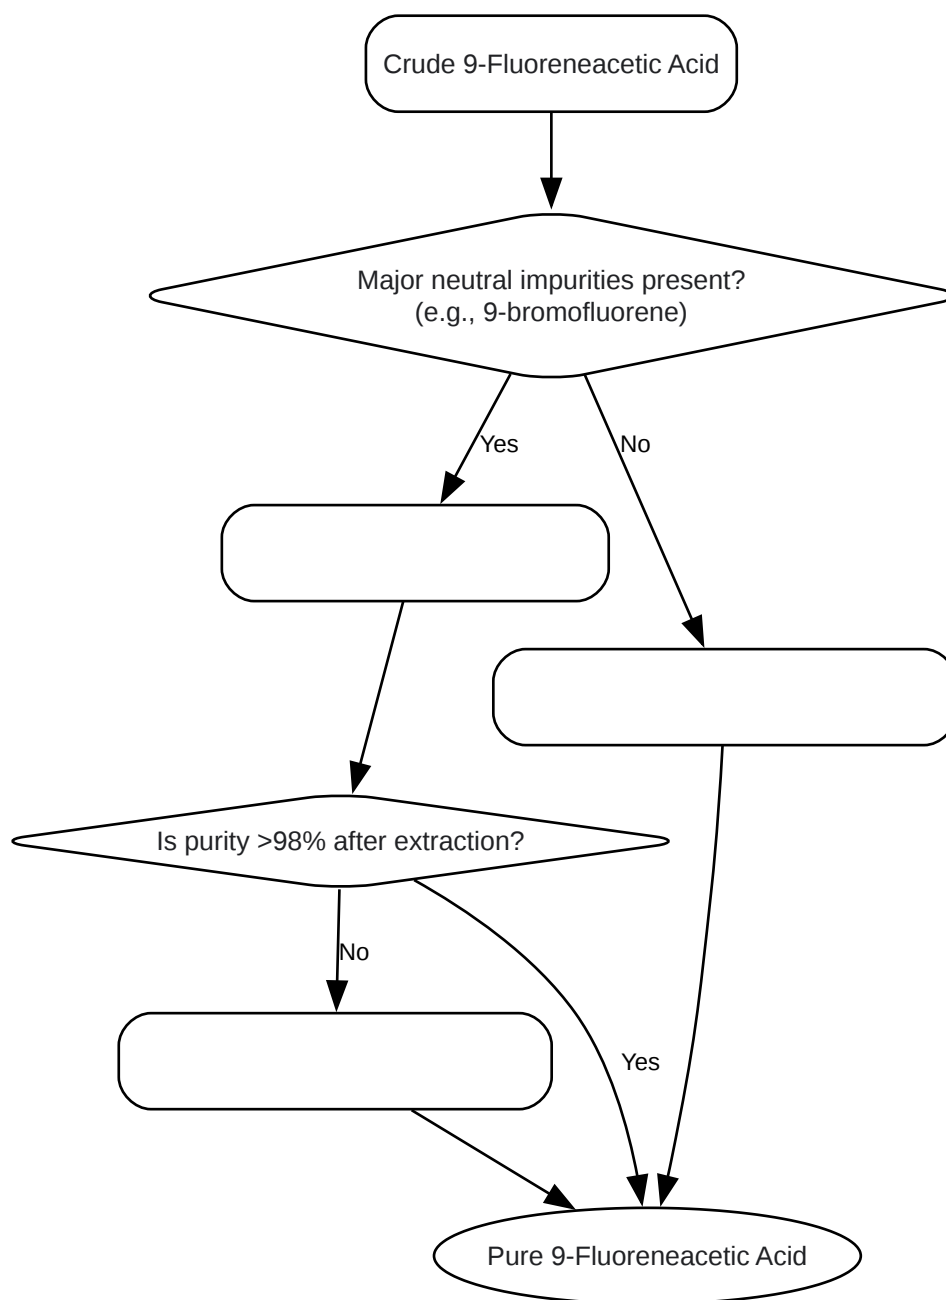 Crude 9-Fluoreneacetic Acid
Major neutral impurities present?
(e.g., 9-bromofluorene)
Yes
No
Is purity >98% after extraction?
No
Yes
Pure 9-Fluoreneacetic Acid